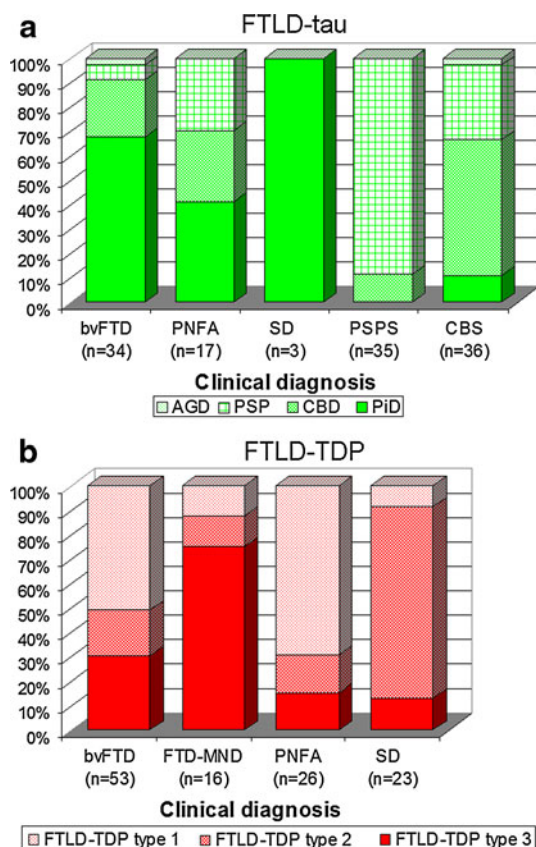 a
FTLD-tau
100%
90%
80%
70%
60%
50%
40%
30%
20%
10%
0%
bvFTD PNFA SD PSPS CBS
(n=34) (n=17) (n=3) (n=35) (n=36)
Clinical diagnosis
AGD PSP CBD PiD
b
FTLD-TDP
100%
90%
80%
70%
60%
50%
40%
30%
20%
10%
0%
bvFTD FTD-MND PNFA SD
(n=53) (n=16) (n=26) (n=23)
Clinical diagnosis
FTLD-TDP type 1 FTLD-TDP type 2 FTLD-TDP type 3